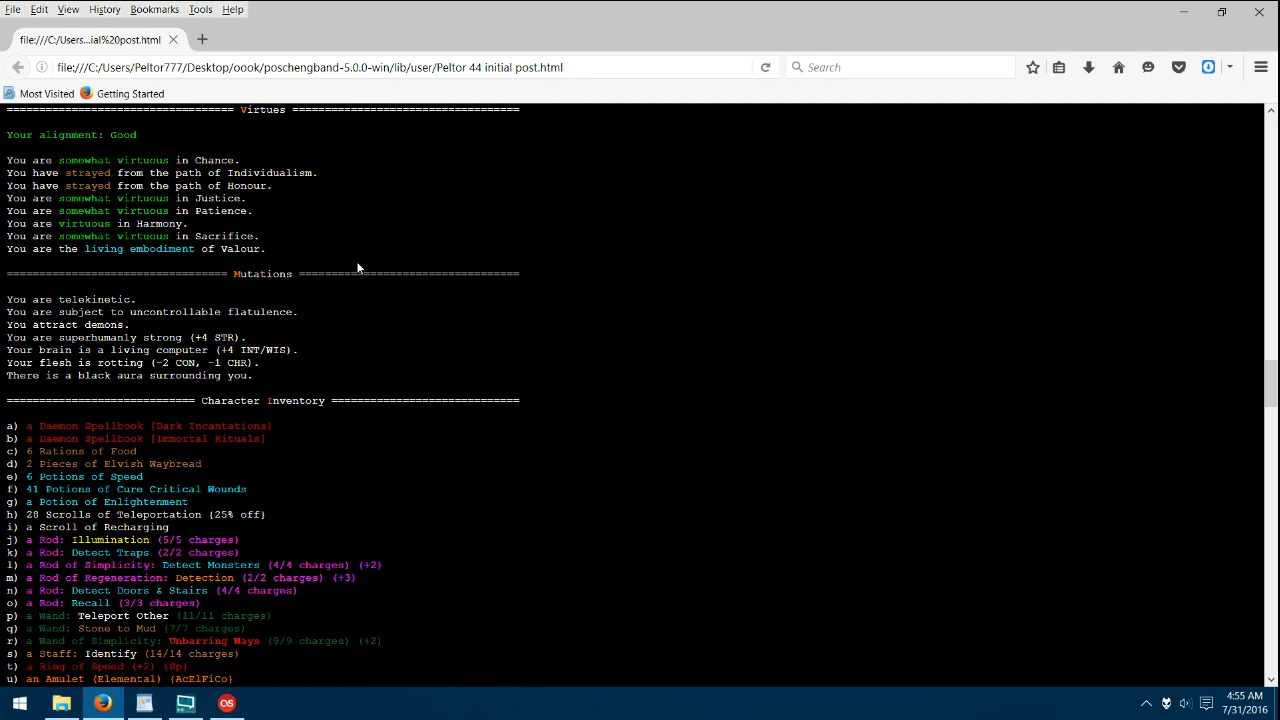 File Edit View History Bookmarks Tools Help
file:///C:/Users...ial%20post.html
file:///C:/Users/Peltor777/Desktop/oook/poschengband-5.0.0-win/lib/user/Peltor 44 initial post.html
Search
Most Visited Getting Started
=================================== Virtues ===================================
Your alignment: Good
You are somewhat virtuous in Chance.
You have strayed from the path of Individualism.
You have strayed from the path of Honour.
You are somewhat virtuous in Justice.
You are somewhat virtuous in Patience.
You are virtuous in Harmony.
You are somewhat virtuous in Sacrifice.
You are the living embodiment of Valour.
================================== Mutations ==================================
You are telekinetic.
You are subject to uncontrollable flatulence.
You attract demons.
You are superhumanly strong (+4 STR).
Your brain is a living computer (+4 INT/WIS).
Your flesh is rotting (-2 CON, -1 CHR).
There is a black aura surrounding you.
============================= Character Inventory =============================
a) a Daemon Spellbook [Dark Incantations]
b) a Daemon Spellbook [Immortal Rituals]
c) 6 Rations of Food
d) 2 Pieces of Elvish Waybread
e) 6 Potions of Speed
f) 41 Potions of Cure Critical Wounds
g) a Potion of Enlightenment
h) 28 Scrolls of Teleportation {25% off}
i) a Scroll of Recharging
j) a Rod: Illumination (5/5 charges)
k) a Rod: Detect Traps (2/2 charges)
l) a Rod of Simplicity: Detect Monsters (4/4 charges) (+2)
m) a Rod of Regeneration: Detection (2/2 charges) (+3)
n) a Rod: Detect Doors & Stairs (4/4 charges)
o) a Rod: Recall (3/3 charges)
p) a Wand: Teleport Other (11/11 charges)
q) a Wand: Stone to Mud (7/7 charges)
r) a Wand of Simplicity: Unbarring Ways (9/9 charges) (+2)
s) a Staff: Identify (14/14 charges)
t) a Ring of Speed (+2) {Sp}
u) an Amulet (Elemental) {AcElFiCo}
4:55 AM
7/31/2016